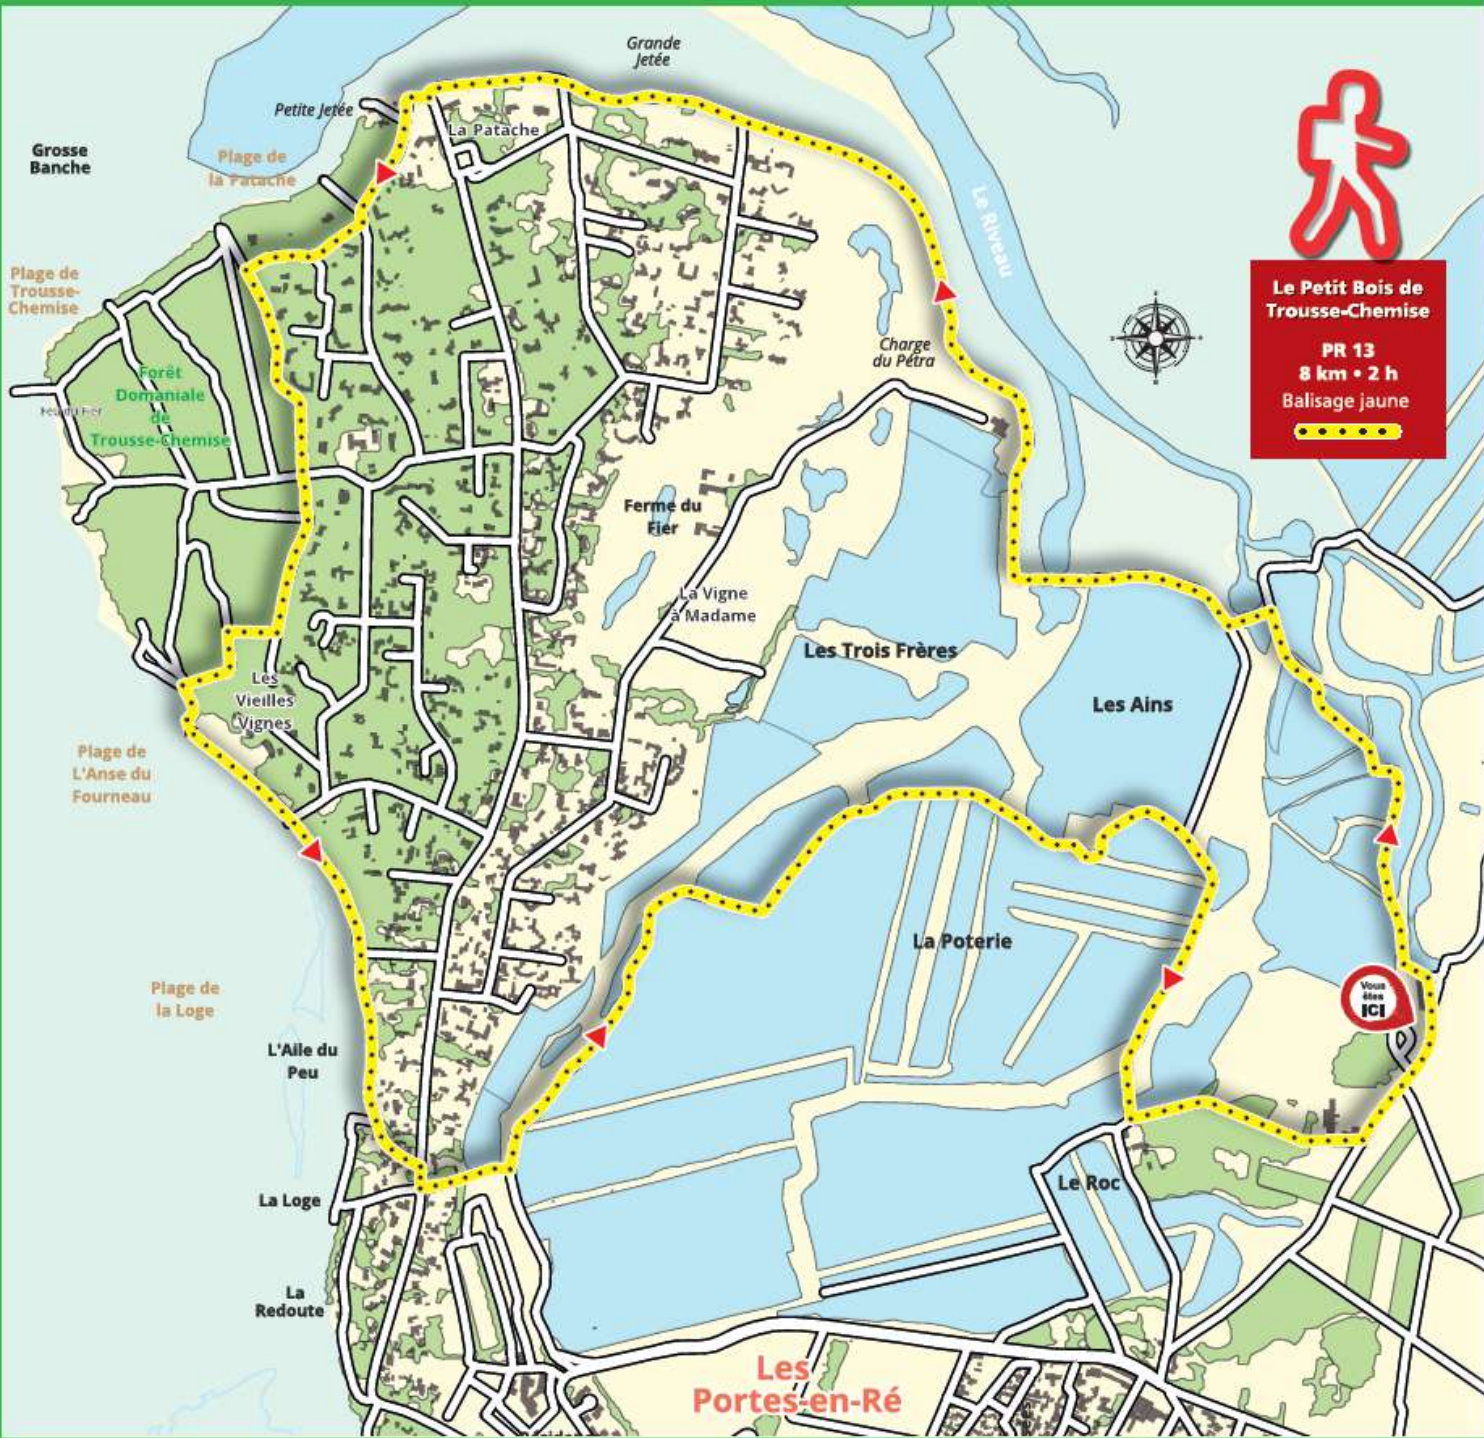 Grande
Jetée
Petite Jetée
La Patache
Grosse
Banche
Plage de
la Patache
Le Riveau
Plage de
Trousse-
Chemise
Le Petit Bois de
Trousse-Chemise
PR 13
8 km • 2 h
Balisage jaune
Charge
du Pétra
Forêt
Domaniale
de
Trousse-Chemise
Feu du Fier
Ferme du
Fier
La Vigne
à Madame
Les Trois Frères
Les Ains
Les
Vieilles
Vignes
Plage de
L'Anse du
Fourneau
La Poterie
Plage de
la Loge
Vous
êtes
ICI
L'Aile du
Peu
La Loge
Le Roc
La
Redoute
Les
Portes-en-Ré